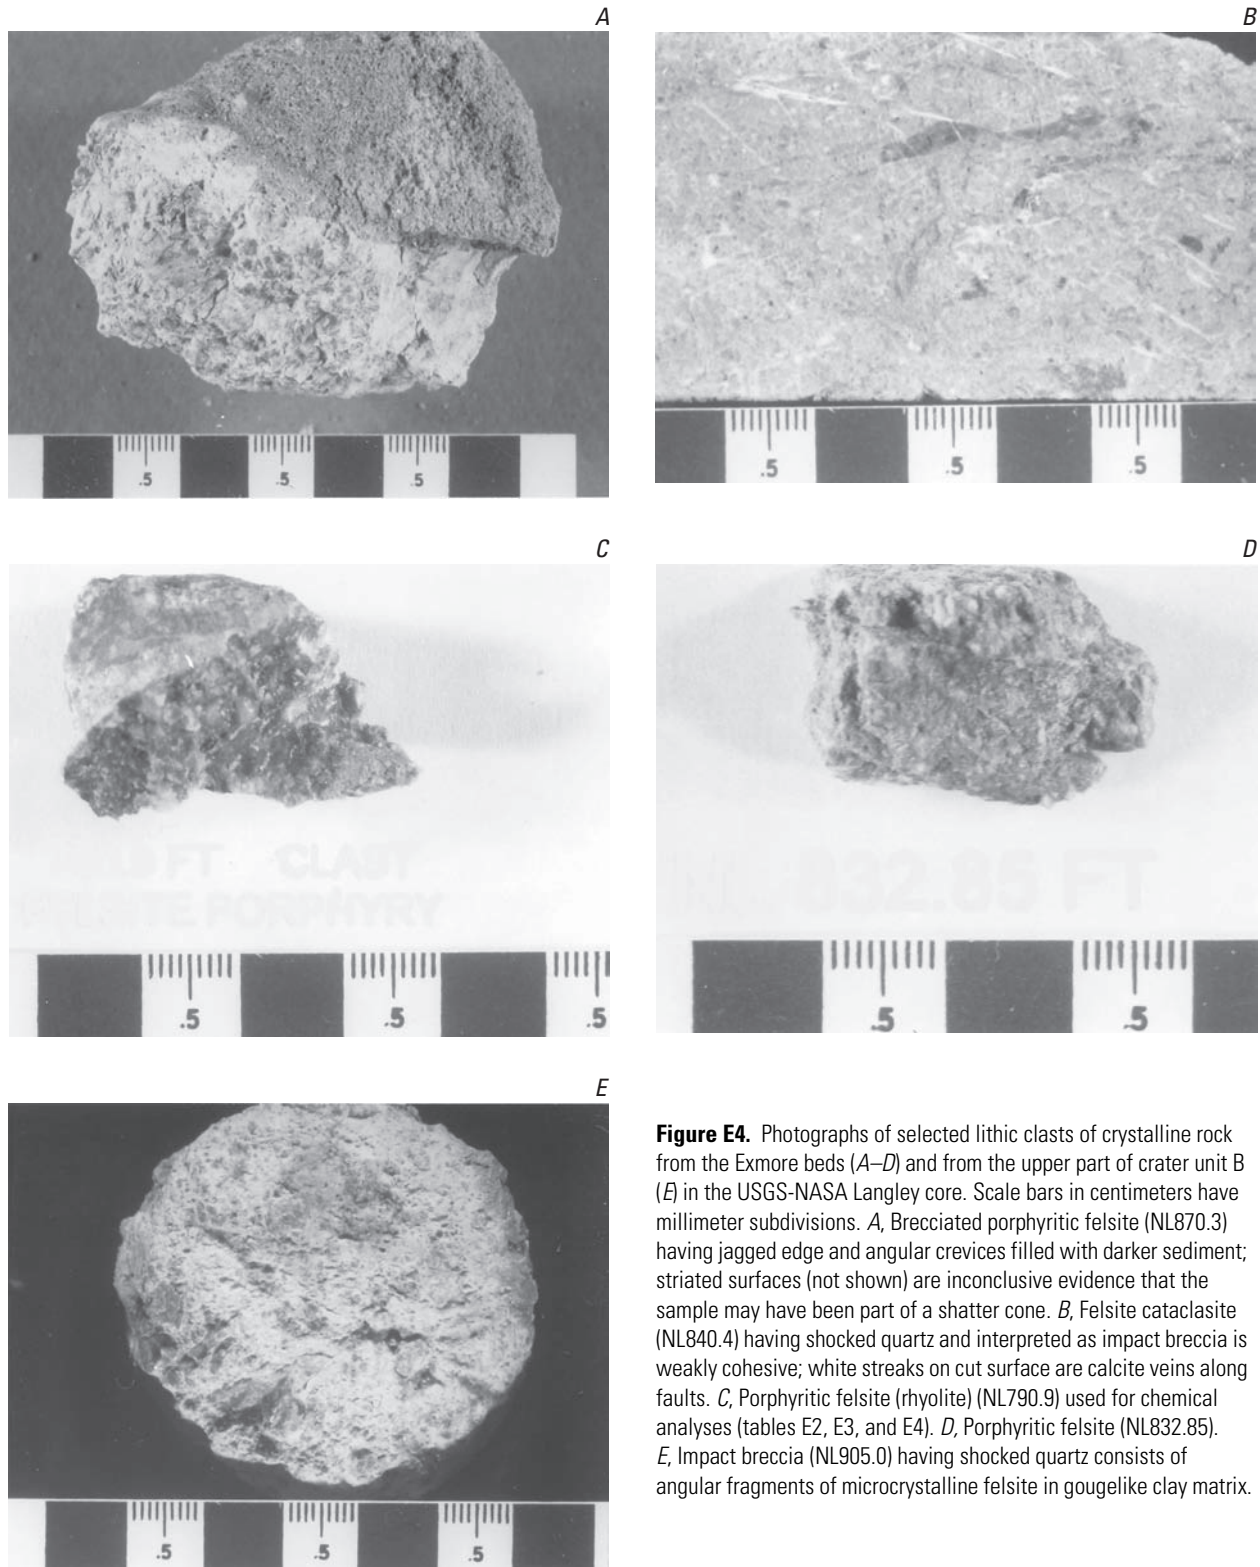 A
B
.5 .5 .5
.5 .5 .5
C
D
FT CLAST
PORPHYRY
832.85 FT
.5 .5 .5
.5 .5
E
.5 .5 .5
Figure E4. Photographs of selected lithic clasts of crystalline rock
from the Exmore beds (A–D) and from the upper part of crater unit B
(E) in the USGS-NASA Langley core. Scale bars in centimeters have
millimeter subdivisions. A, Brecciated porphyritic felsite (NL870.3)
having jagged edge and angular crevices filled with darker sediment;
striated surfaces (not shown) are inconclusive evidence that the
sample may have been part of a shatter cone. B, Felsite cataclasite
(NL840.4) having shocked quartz and interpreted as impact breccia is
weakly cohesive; white streaks on cut surface are calcite veins along
faults. C, Porphyritic felsite (rhyolite) (NL790.9) used for chemical
analyses (tables E2, E3, and E4). D, Porphyritic felsite (NL832.85).
E, Impact breccia (NL905.0) having shocked quartz consists of
angular fragments of microcrystalline felsite in gougelike clay matrix.